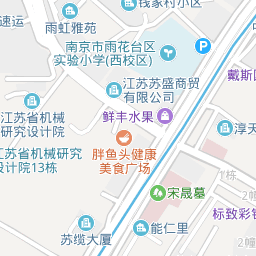 钱家村小区
速运
雨虹雅苑
南京市雨花台区
实验小学(西校区)
戴斯
江苏苏盛商贸
有限公司
江苏省机械
研究设计院
鲜丰水果
淳天
胖鱼头健康
美食广场
江苏省机械研究
设计院13栋
栋
宋晟墓
标致彩
能仁里
苏缆大厦
2幢